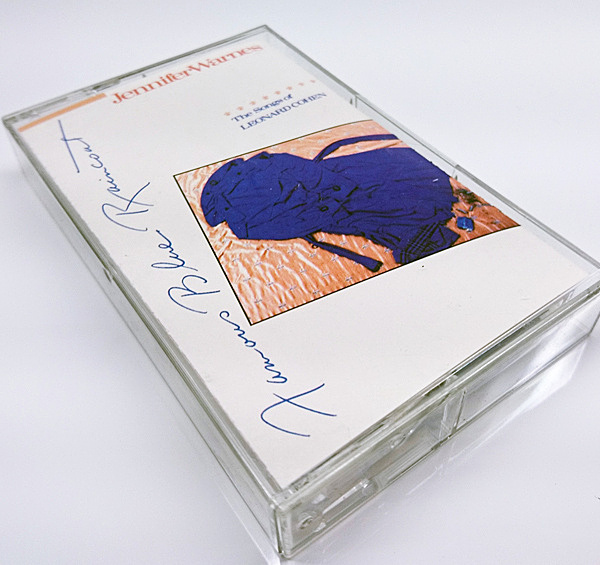 Jennifer Warnes
The Songs of
LEONARD COHEN
Famous Blue Raincoat